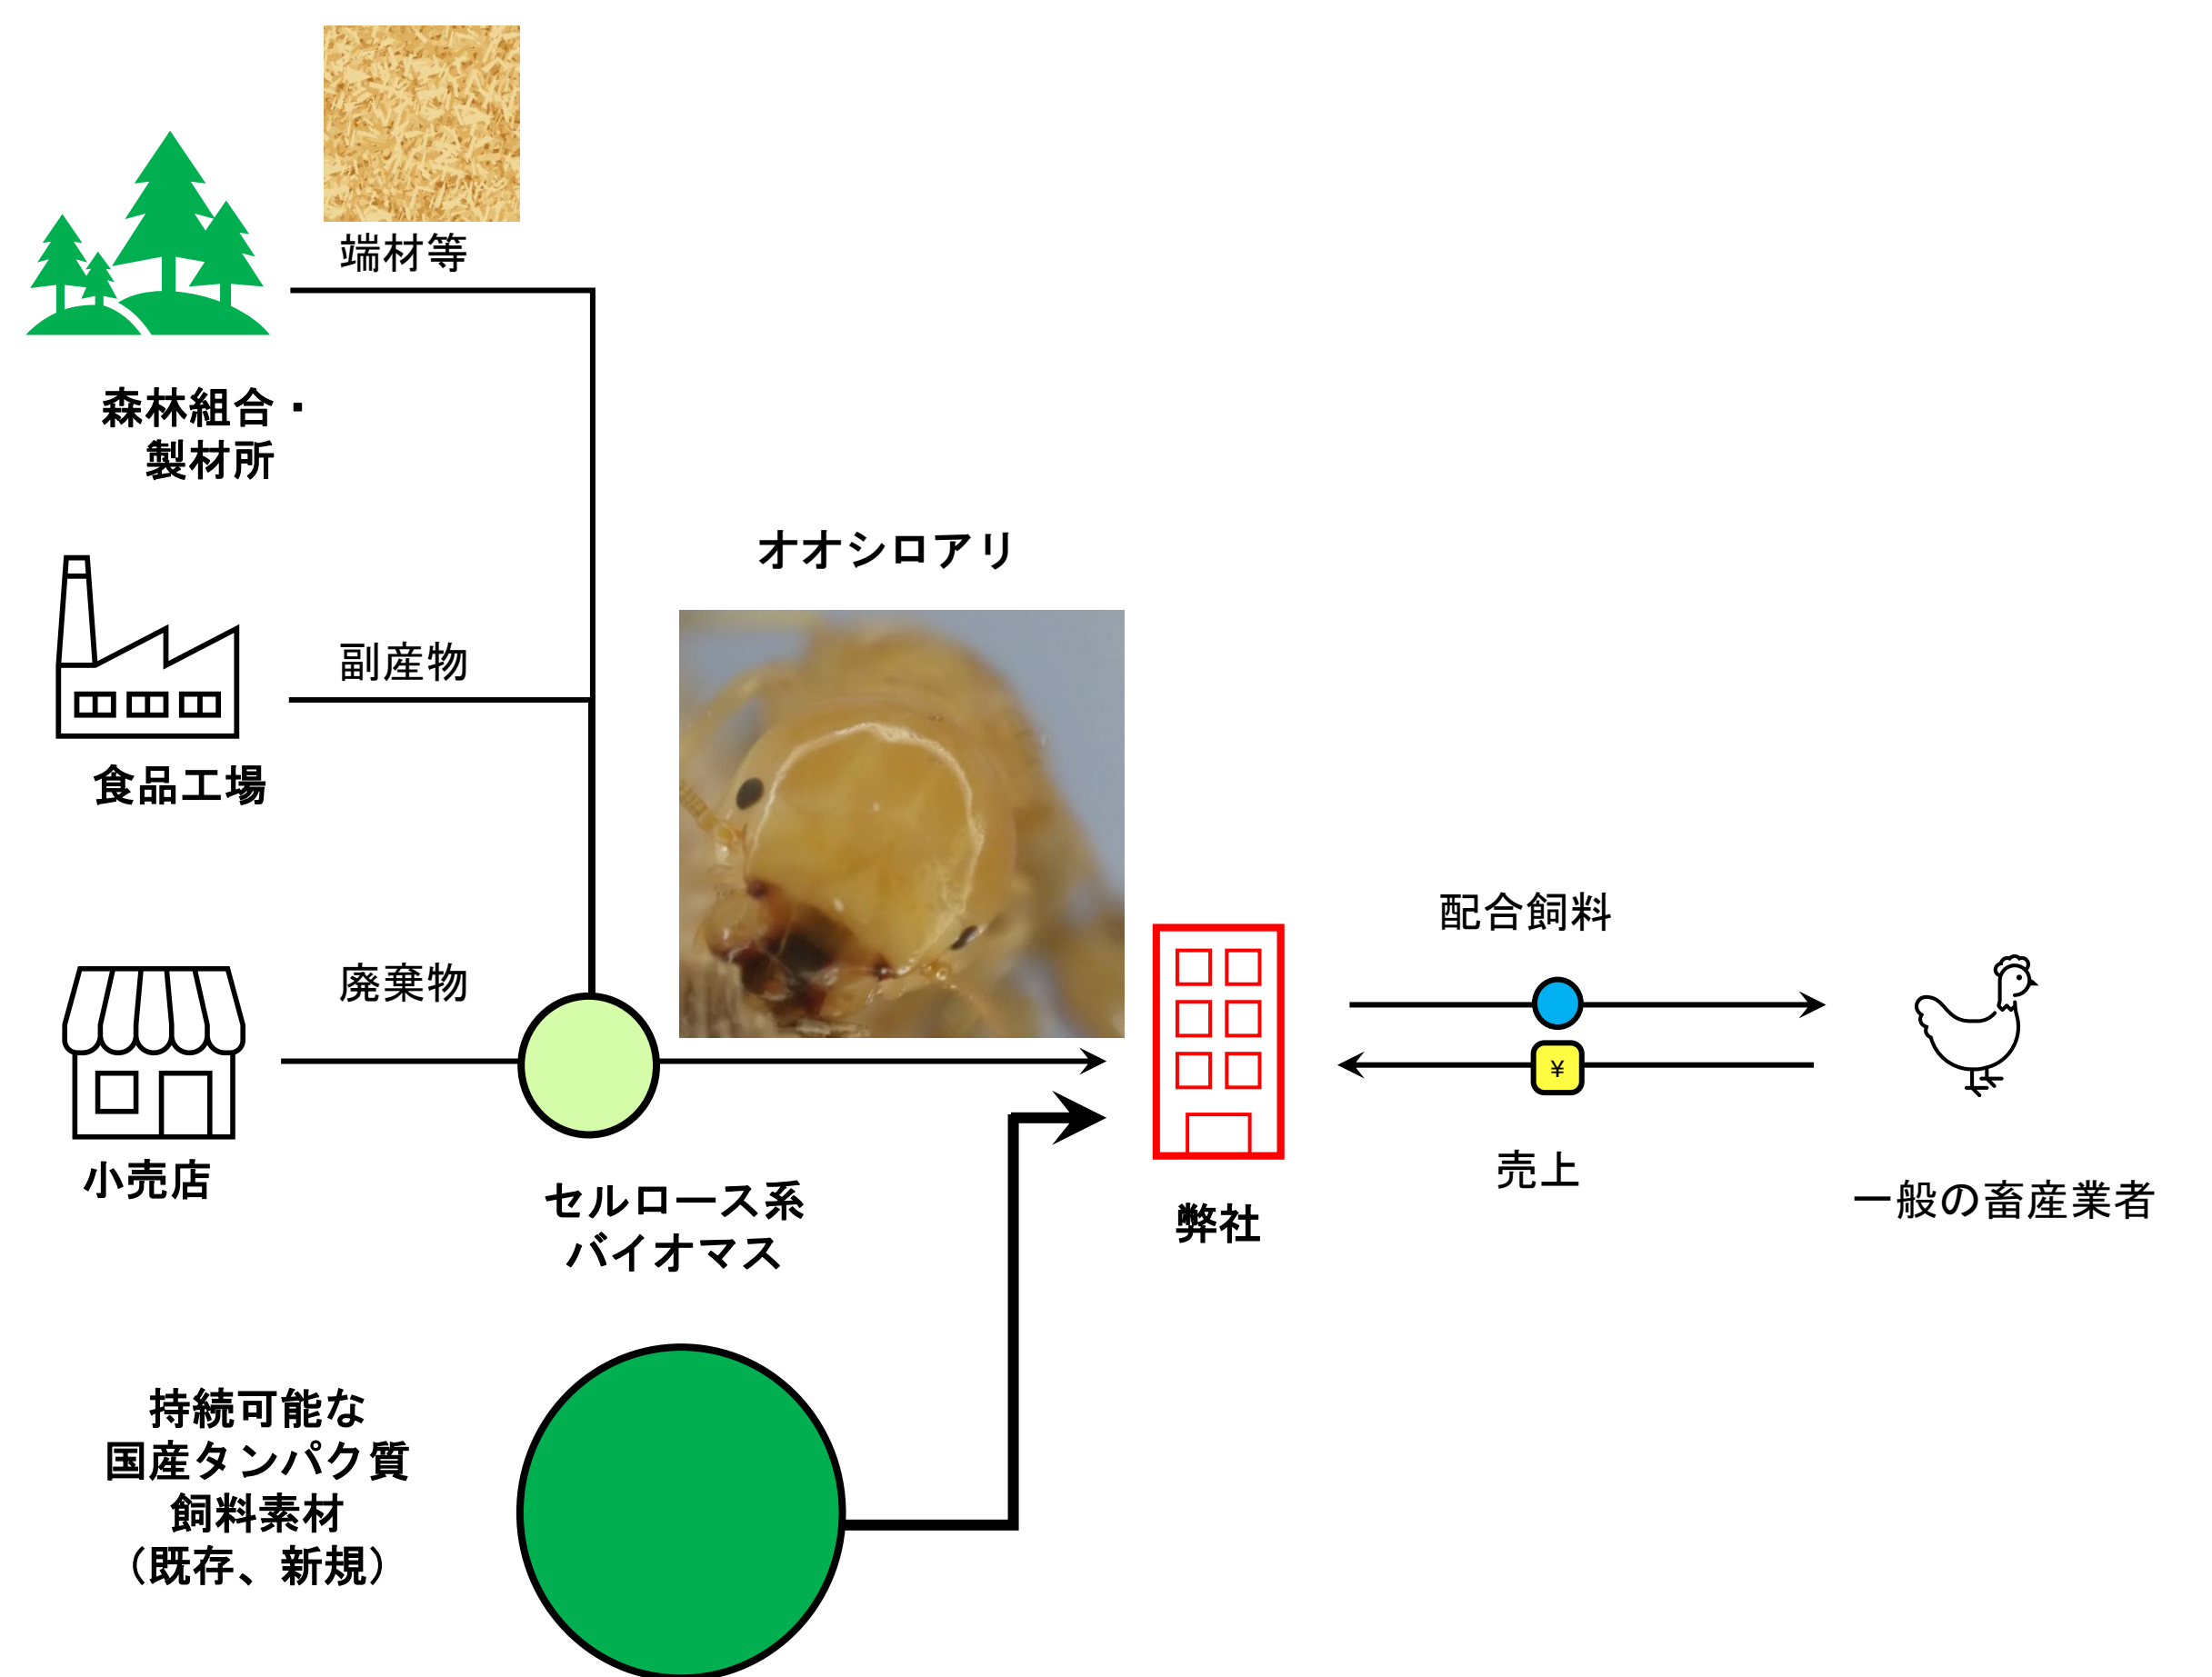 端材等
森林組合・
製材所
オオシロアリ
副産物
食品工場
配合飼料
廃棄物
¥
売上
小売店
セルロース系
バイオマス
弊社
一般の畜産業者
持続可能な
国産タンパク質
飼料素材
（既存、新規）